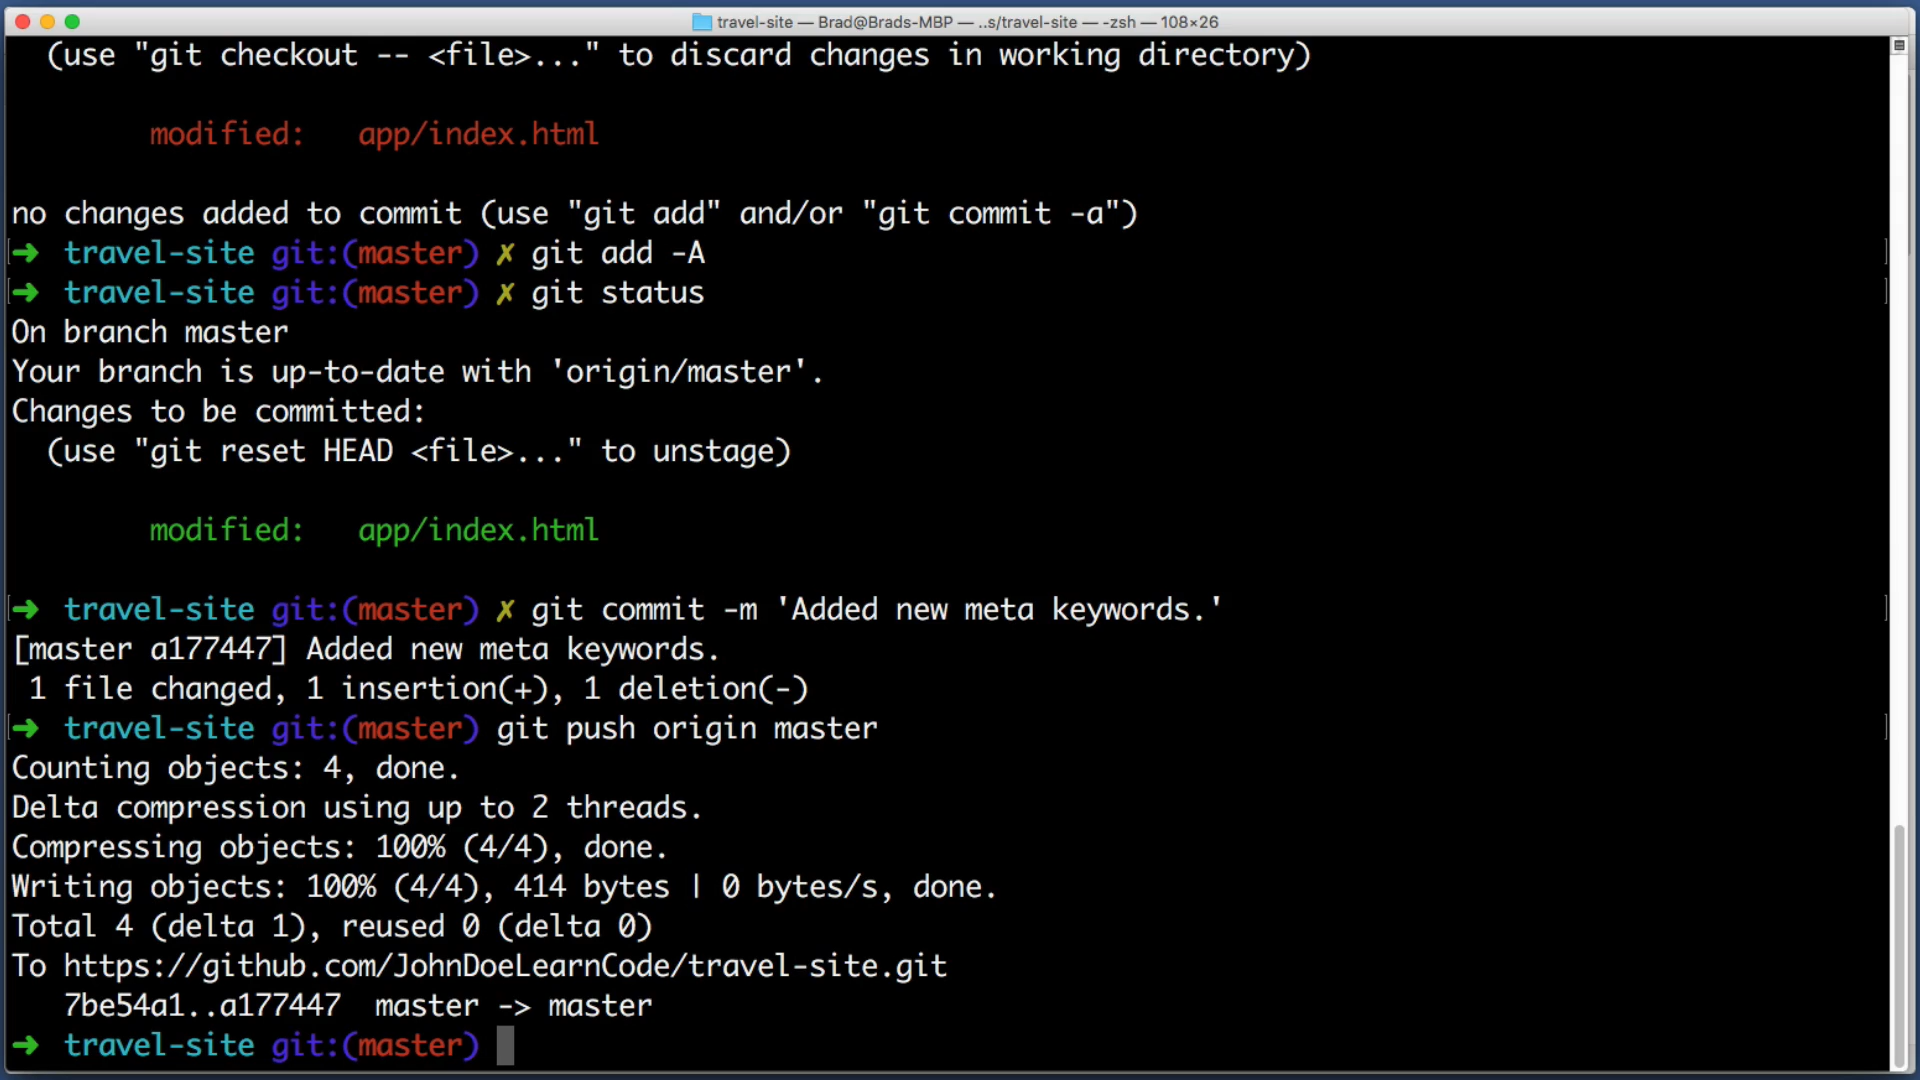 travel-site — Brad@Brads-MBP — ..s/travel-site — -zsh — 108×26
(use "git checkout -- <file>..." to discard changes in working directory)
modified:   app/index.html
no changes added to commit (use "git add" and/or "git commit -a")
➜  travel-site git:(master) ✗ git add -A
➜  travel-site git:(master) ✗ git status
On branch master
Your branch is up-to-date with 'origin/master'.
Changes to be committed:
(use "git reset HEAD <file>..." to unstage)
modified:   app/index.html
➜  travel-site git:(master) ✗ git commit -m 'Added new meta keywords.'
[master a177447] Added new meta keywords.
1 file changed, 1 insertion(+), 1 deletion(-)
➜  travel-site git:(master) git push origin master
Counting objects: 4, done.
Delta compression using up to 2 threads.
Compressing objects: 100% (4/4), done.
Writing objects: 100% (4/4), 414 bytes | 0 bytes/s, done.
Total 4 (delta 1), reused 0 (delta 0)
To https://github.com/JohnDoeLearnCode/travel-site.git
7be54a1..a177447  master -> master
➜  travel-site git:(master)